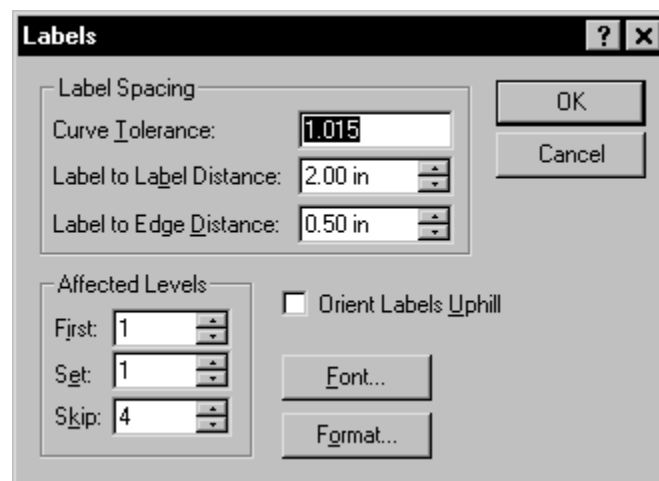 Labels
Label Spacing
Curve Tolerance: 1.015
Label to Label Distance: 2.00 in
Label to Edge Distance: 0.50 in
OK
Cancel
Affected Levels
First: 1
Set: 1
Skip: 4
Orient Labels Uphill
Font...
Format...